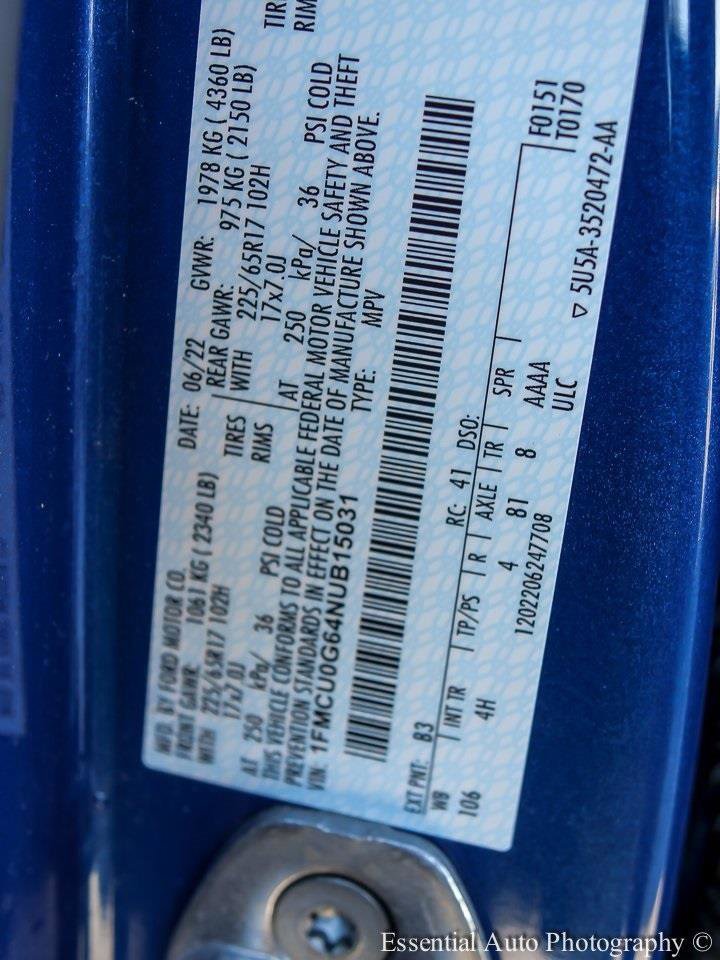 MFD. BY FORD MOTOR CO. DATE: 06/22 GVWR: 1978 KG ( 4360 LB)
FRONT GAWR: 1061 KG ( 2340 LB) REAR GAWR: 975 KG ( 2150 LB)
WITH 225/65R17 102H TIRES WITH 225/65R17 102H TIR
17x7.0J RIMS 17x7.0J RIM
AT 250 kPa/ 36 PSI COLD AT 250 kPa/ 36 PSI COLD
THIS VEHICLE CONFORMS TO ALL APPLICABLE FEDERAL MOTOR VEHICLE SAFETY AND THEFT
PREVENTION STANDARDS IN EFFECT ON THE DATE OF MANUFACTURE SHOWN ABOVE.
VIN: 1FMCU0G64NUB15031 TYPE: MPV
EXT PNT: B3 RC: 41 DSO:
WB INT TR TP/PS R AXLE TR SPR
106 4H 4 81 8 AAAA
ULC
1202206247708
F0151
T0170
▽ 5U5A-3520472-AA
Essential Auto Photography ©